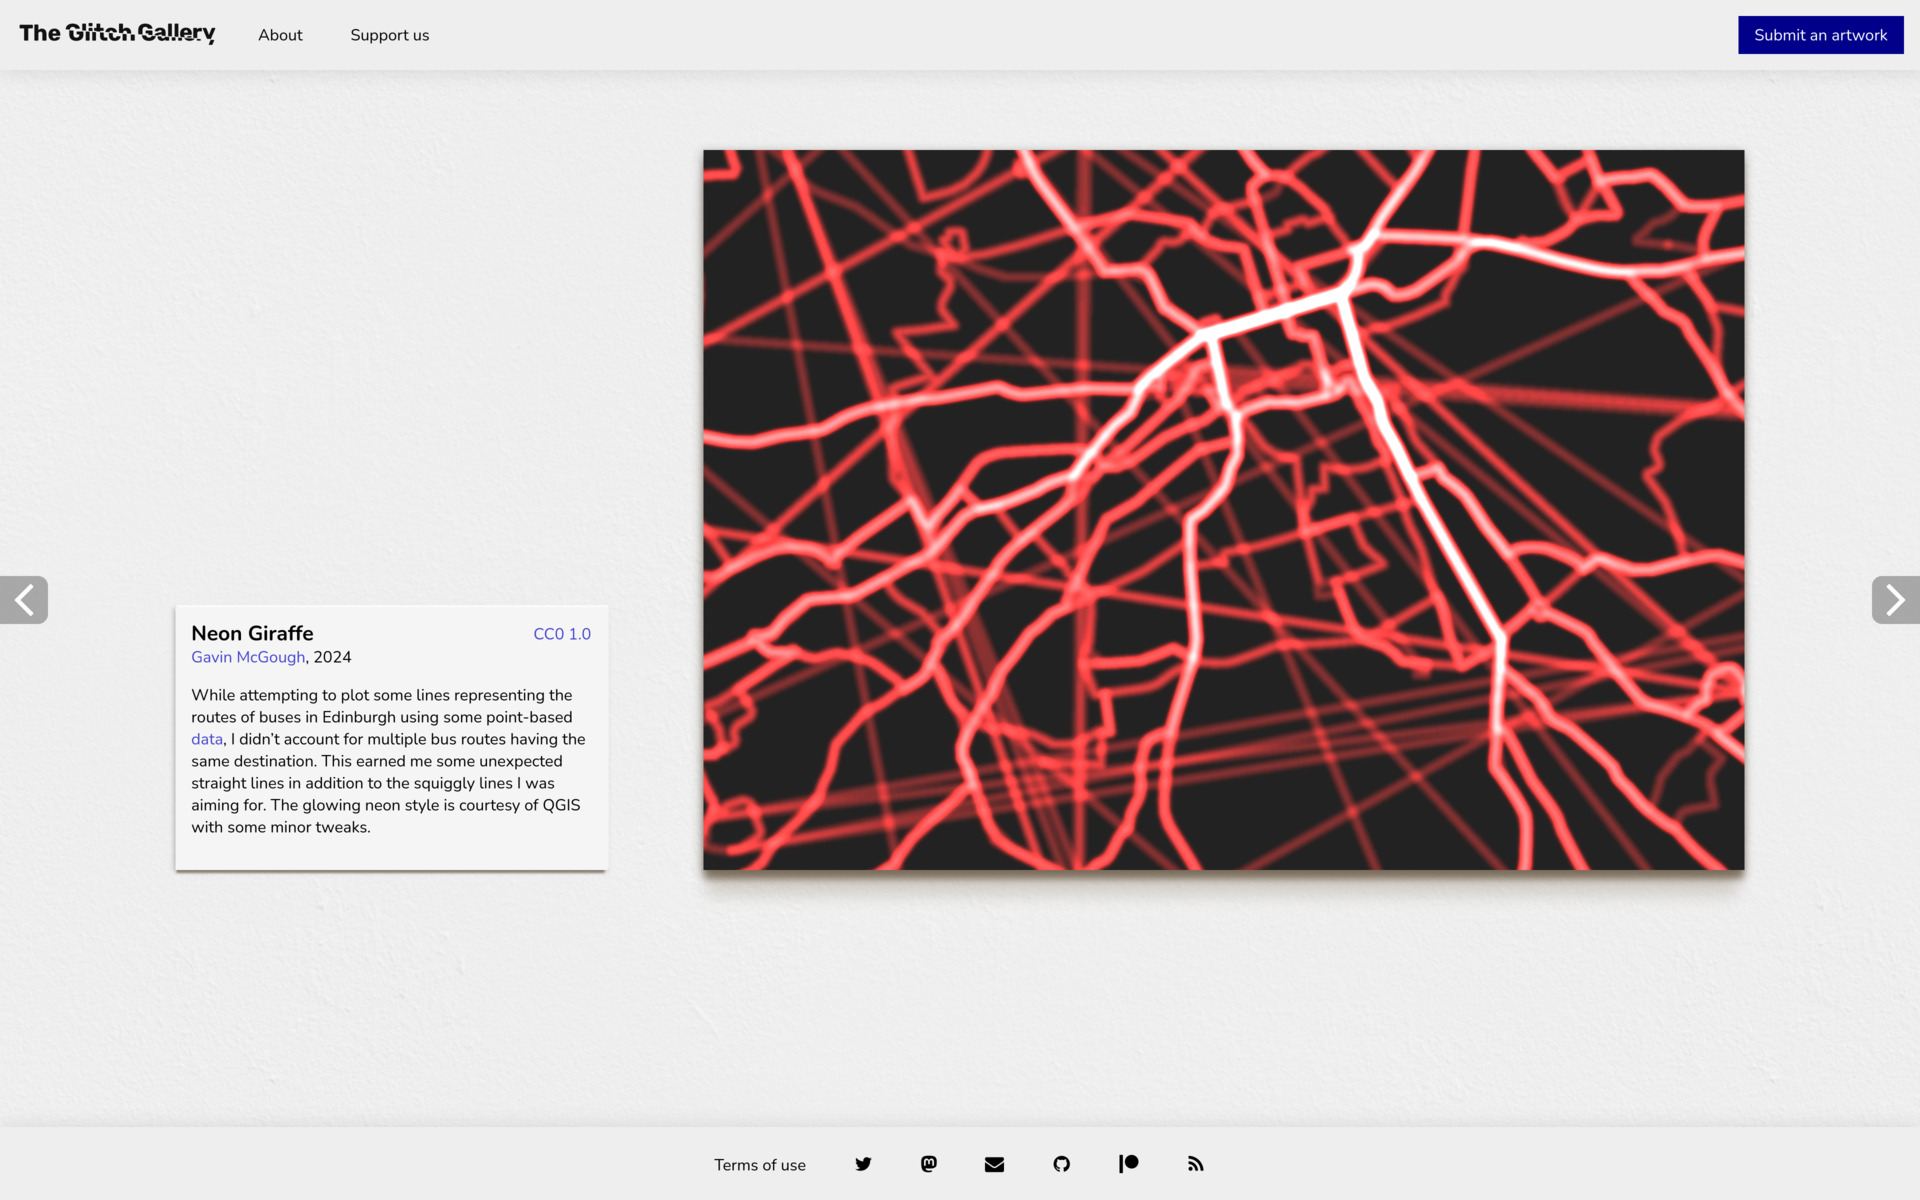 The Glitch Gallery
About
Support us
Submit an artwork
Neon Giraffe
CC0 1.0
Gavin McGough, 2024
While attempting to plot some lines representing the
routes of buses in Edinburgh using some point-based
data, I didn’t account for multiple bus routes having the
same destination. This earned me some unexpected
straight lines in addition to the squiggly lines I was
aiming for. The glowing neon style is courtesy of QGIS
with some minor tweaks.
Terms of use